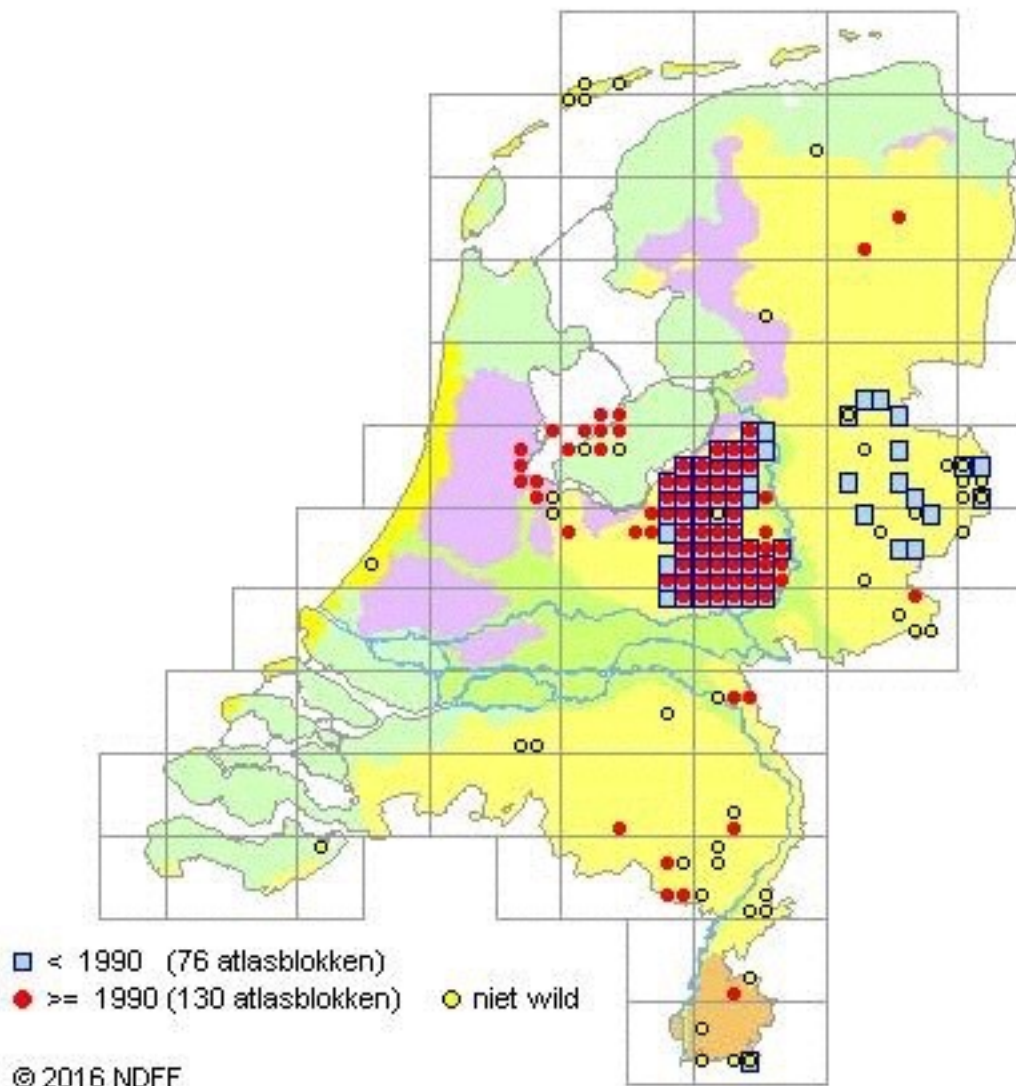 < 1990 (76 atlasblokken)
>= 1990 (130 atlasblokken) niet wild
© 2016 NDFF